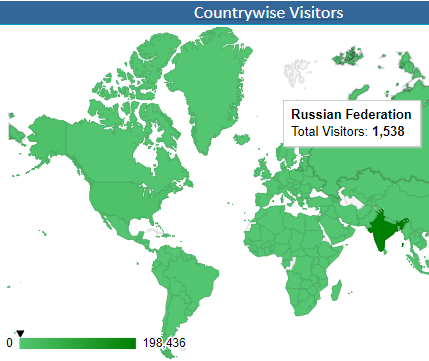 Countrywise Visitors
Russian Federation
Total Visitors: 1,538
0 198,436